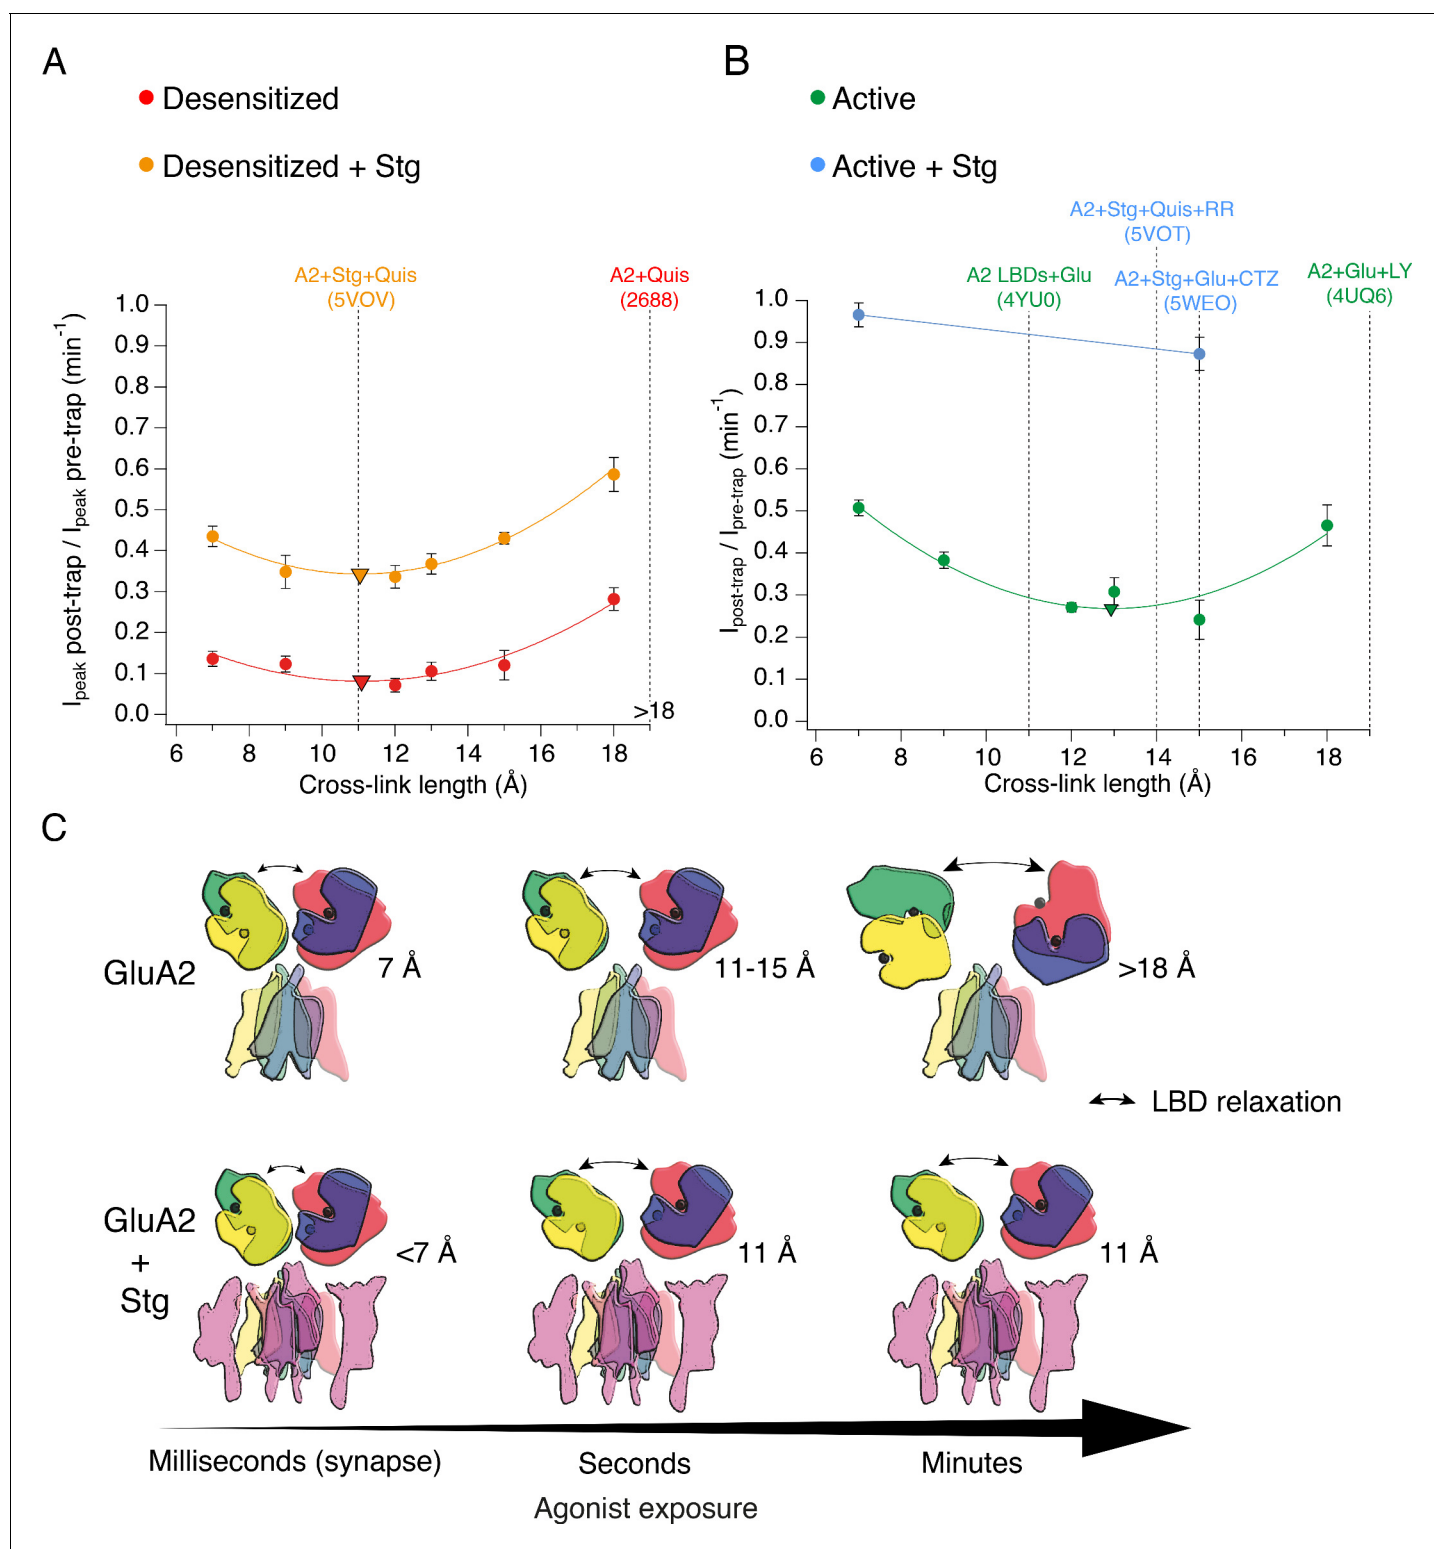 A
Desensitized
Desensitized + Stg
A2+Stg+Quis
(5VOV)
A2+Quis
(2688)
1.0
0.9
0.8
0.7
0.6
0.5
0.4
0.3
0.2
0.1
0.0
I_peak post-trap / I_peak pre-trap (min^-1)
>18
6 8 10 12 14 16 18
Cross-link length (Å)
B
Active
Active + Stg
A2+Stg+Quis+RR
(5VOT)
A2 LBDs+Glu
(4YU0)
A2+Stg+Glu+CTZ
(5WEO)
A2+Glu+LY
(4UQ6)
1.0
0.9
0.8
0.7
0.6
0.5
0.4
0.3
0.2
0.1
0.0
I_post-trap / I_pre-trap (min^-1)
6 8 10 12 14 16 18
Cross-link length (Å)
C
GluA2
7 Å
11-15 Å
>18 Å
LBD relaxation
GluA2
+
Stg
<7 Å
11 Å
11 Å
Milliseconds (synapse)
Seconds
Minutes
Agonist exposure